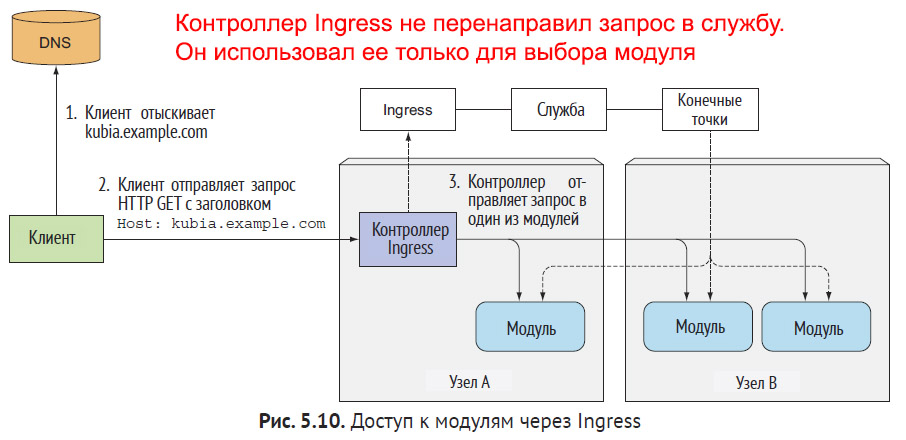 Контроллер Ingress не перенаправил запрос в службу.
Он использовал ее только для выбора модуля
DNS
1. Клиент отыскивает
kubia.example.com
Ingress
Служба
Конечные
точки
2. Клиент отправляет запрос
HTTP GET с заголовком
Host: kubia.example.com
3. Контроллер от-
правляет запрос в
один из модулей
Клиент
Контроллер
Ingress
Модуль
Модуль
Модуль
Узел A
Узел B
Рис. 5.10. Доступ к модулям через Ingress